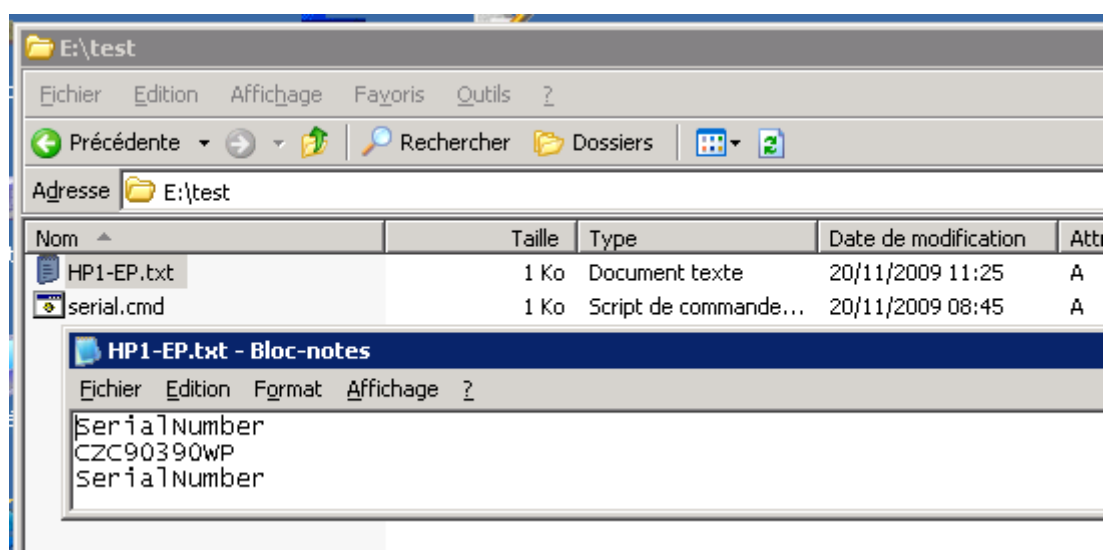 E:\test
Fichier Edition Affichage Favoris Outils ?
Précédente Rechercher Dossiers
Adresse E:\test
Nom Taille Type Date de modification Attr
HP1-EP.txt 1 Ko Document texte 20/11/2009 11:25 A
serial.cmd 1 Ko Script de commande... 20/11/2009 08:45 A
HP1-EP.txt - Bloc-notes
Fichier Edition Format Affichage ?
SerialNumber
CZC90390WP
SerialNumber